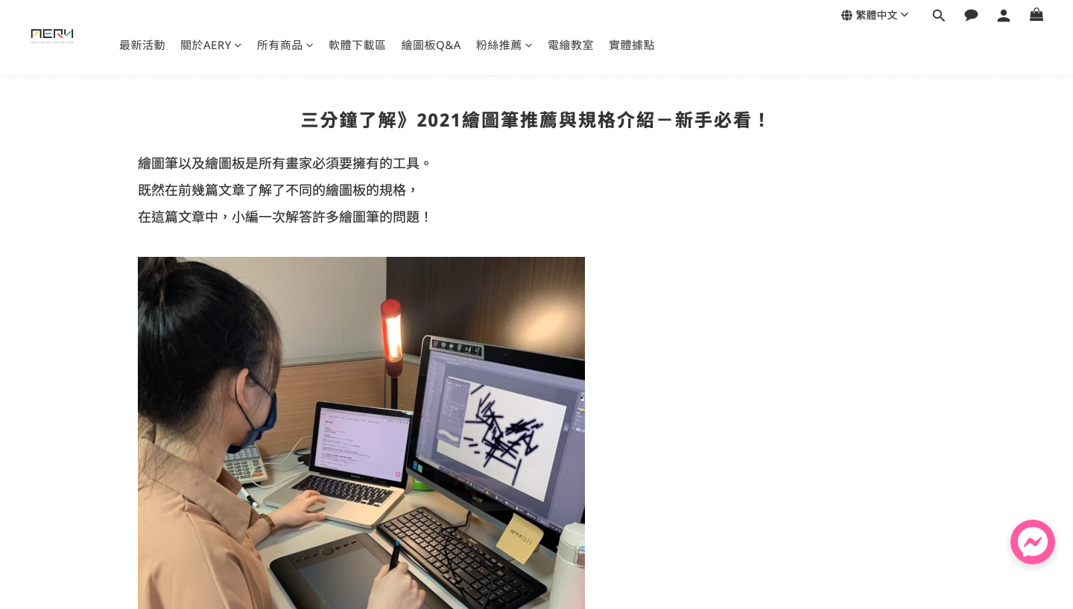 繁體中文
AERY
最新活動 關於AERY 所有商品 軟體下載區 繪圖板Q&A 粉絲推薦 電繪教室 實體據點
三分鐘了解》2021繪圖筆推薦與規格介紹－新手必看！
繪圖筆以及繪圖板是所有畫家必須要擁有的工具。
既然在前幾篇文章了解了不同的繪圖板的規格，
在這篇文章中，小編一次解答許多繪圖筆的問題！